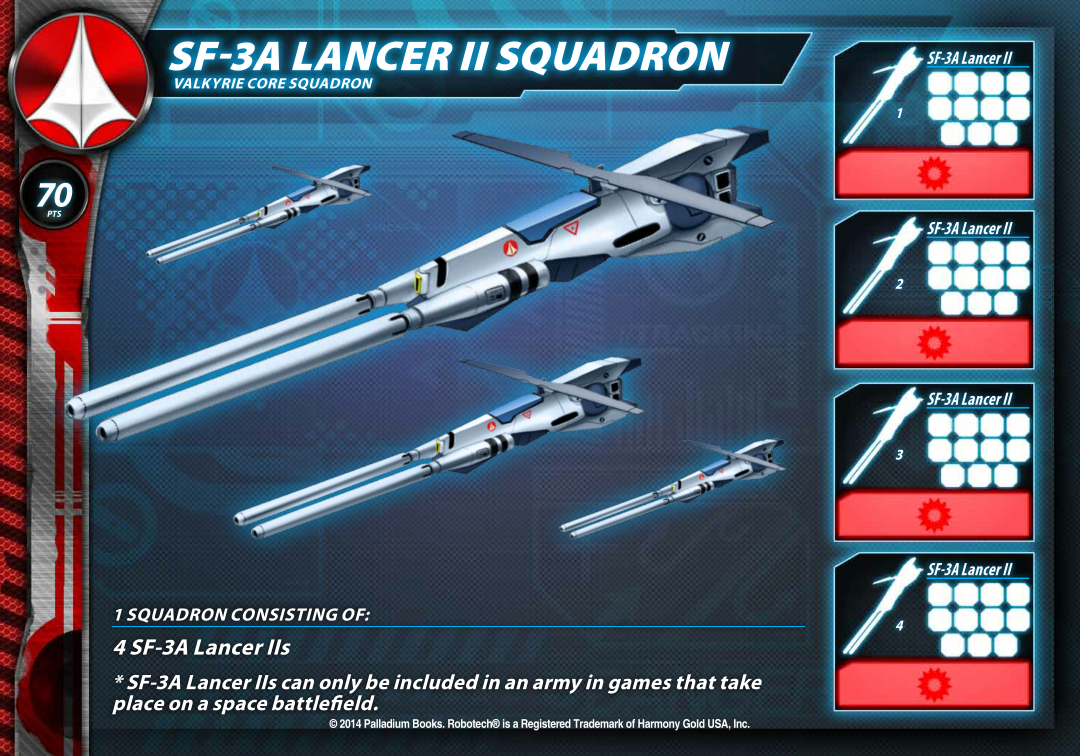 SF-3A LANCER II SQUADRON
VALKYRIE CORE SQUADRON
70
PTS
SF-3A Lancer II
1
SF-3A Lancer II
2
SF-3A Lancer II
3
SF-3A Lancer II
4
1 SQUADRON CONSISTING OF:
4 SF-3A Lancer IIs
* SF-3A Lancer IIs can only be included in an army in games that take
place on a space battlefield.
© 2014 Palladium Books. Robotech® is a Registered Trademark of Harmony Gold USA, Inc.